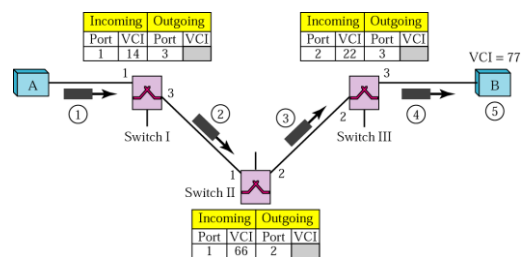 Incoming Outgoing
Port VCI Port VCI
1 14 3
Incoming Outgoing
Port VCI Port VCI
2 22 3
VCI = 77
A
1
3
1
Switch I
2
3
3
2
Switch III
4
B
5
1
2
Switch II
Incoming Outgoing
Port VCI Port VCI
1 66 2